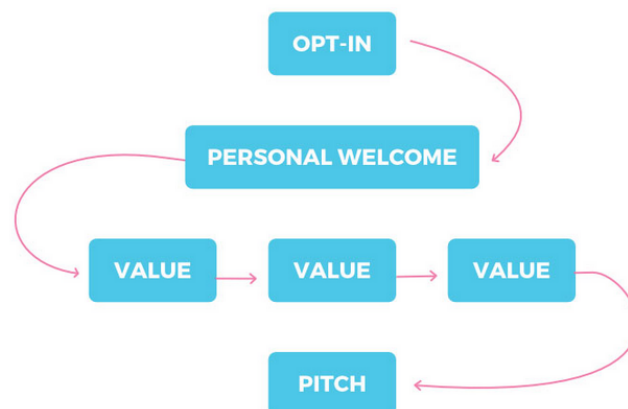 OPT-IN
PERSONAL WELCOME
VALUE
VALUE
VALUE
PITCH